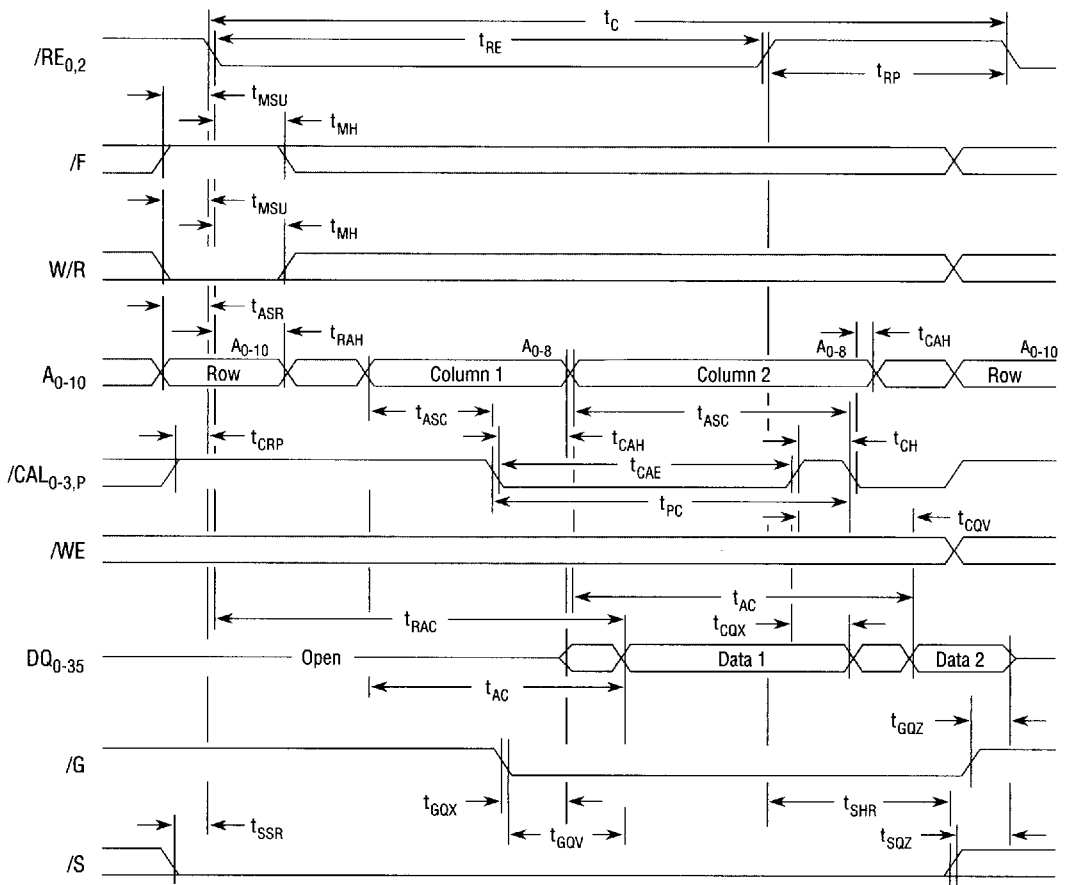 tC
tRE
/RE0,2
tRP
tMSU
tMH
/F
tMSU
tMH
W/R
tASR
tRAH
tCAH
A0-10 A0-8 A0-8 A0-10
A0-10 Row Column 1 Column 2 Row
tASC tASC
tCRP tCAH tCH
/CAL0-3,P
tCAE
tPC
tCQV
/WE
tAC
tRAC
tCQX
DQ0-35 Open Data 1 Data 2
tAC
tGQZ
/G
tGQX
tSHR
tSSR tGQV
tSQZ
/S